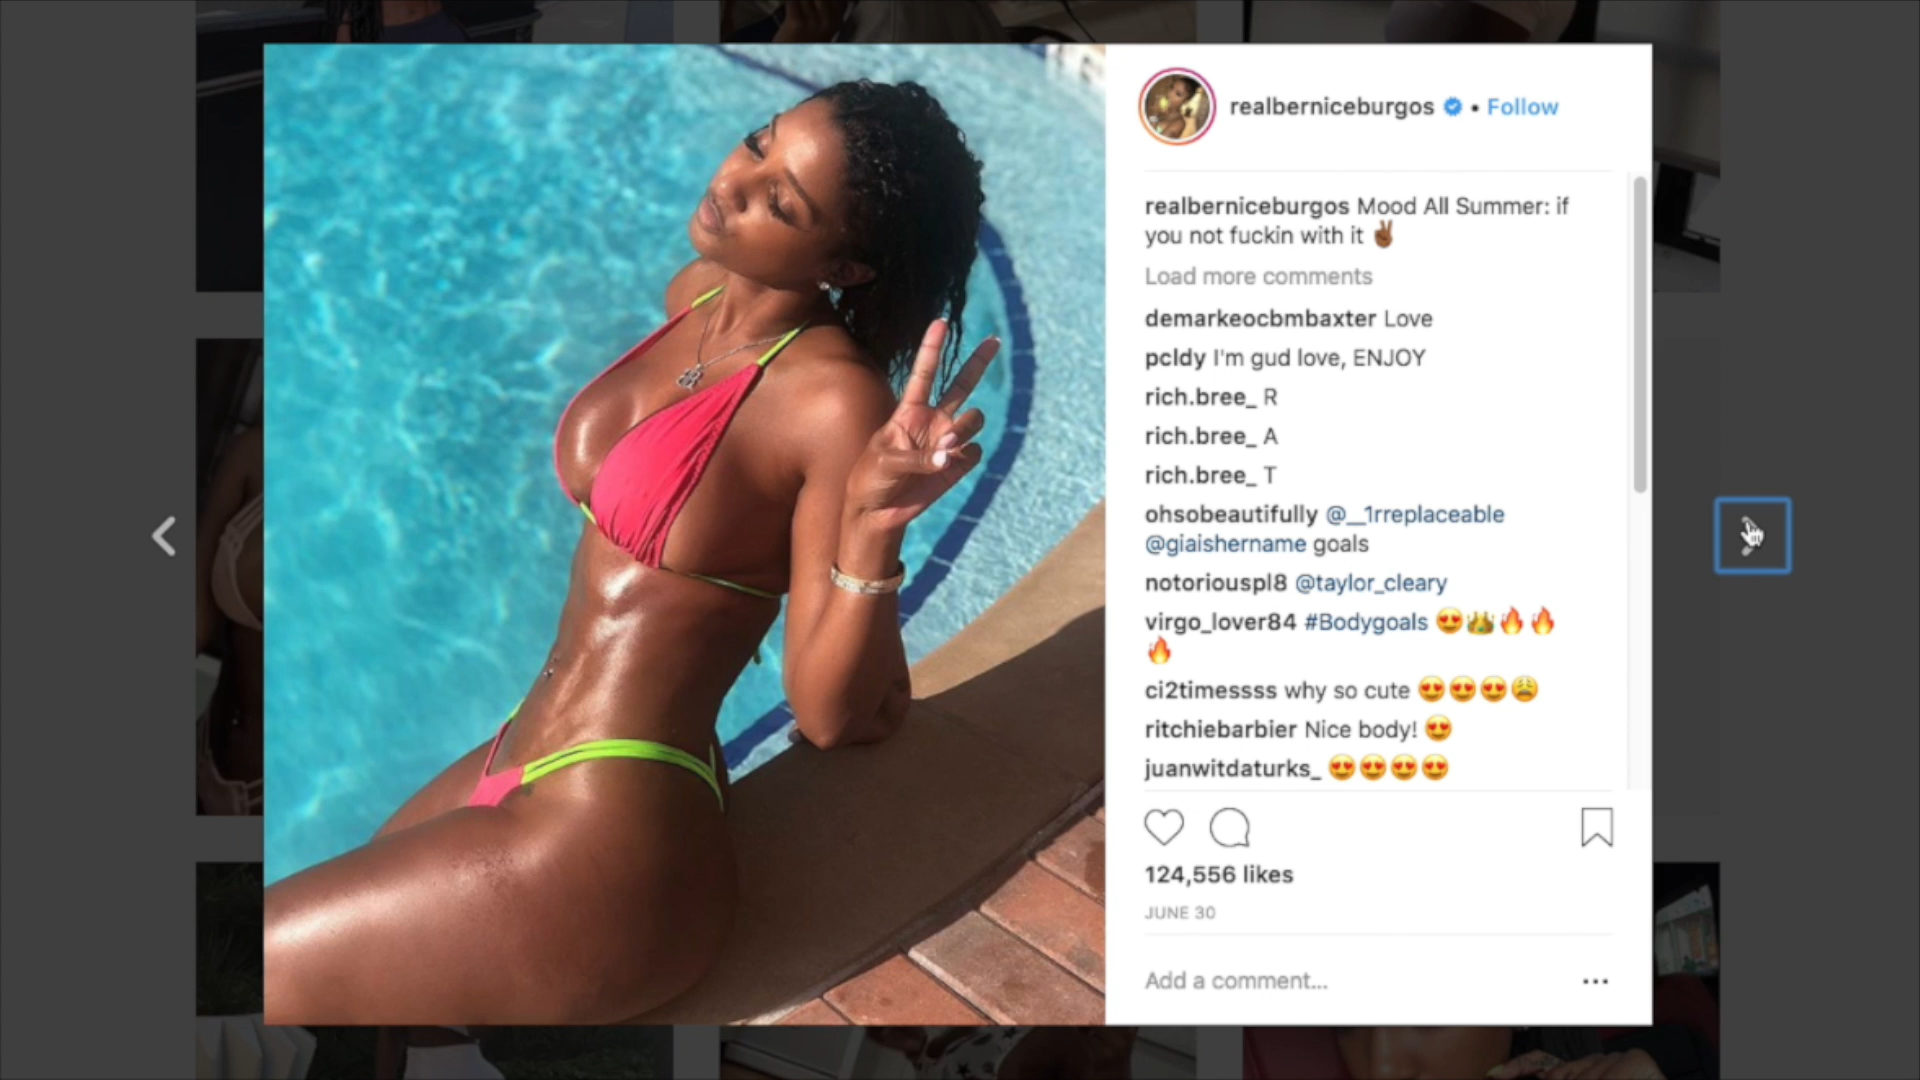 realberniceburgos • Follow
realberniceburgos Mood All Summer: if
you not fuckin with it ✌🏾
Load more comments
demarkeocbmbaxter Love
pcldy I'm gud love, ENJOY
rich.bree_ R
rich.bree_ A
rich.bree_ T
ohsobeautifully @__1rreplaceable
@giaishername goals
notoriouspl8 @taylor_cleary
virgo_lover84 #Bodygoals 😍👑🔥🔥
🔥
ci2timessss why so cute 😍😍😍😩
ritchiebarbier Nice body! 😍
juanwitdaturks_ 😍😍😍😍
124,556 likes
JUNE 30
Add a comment...